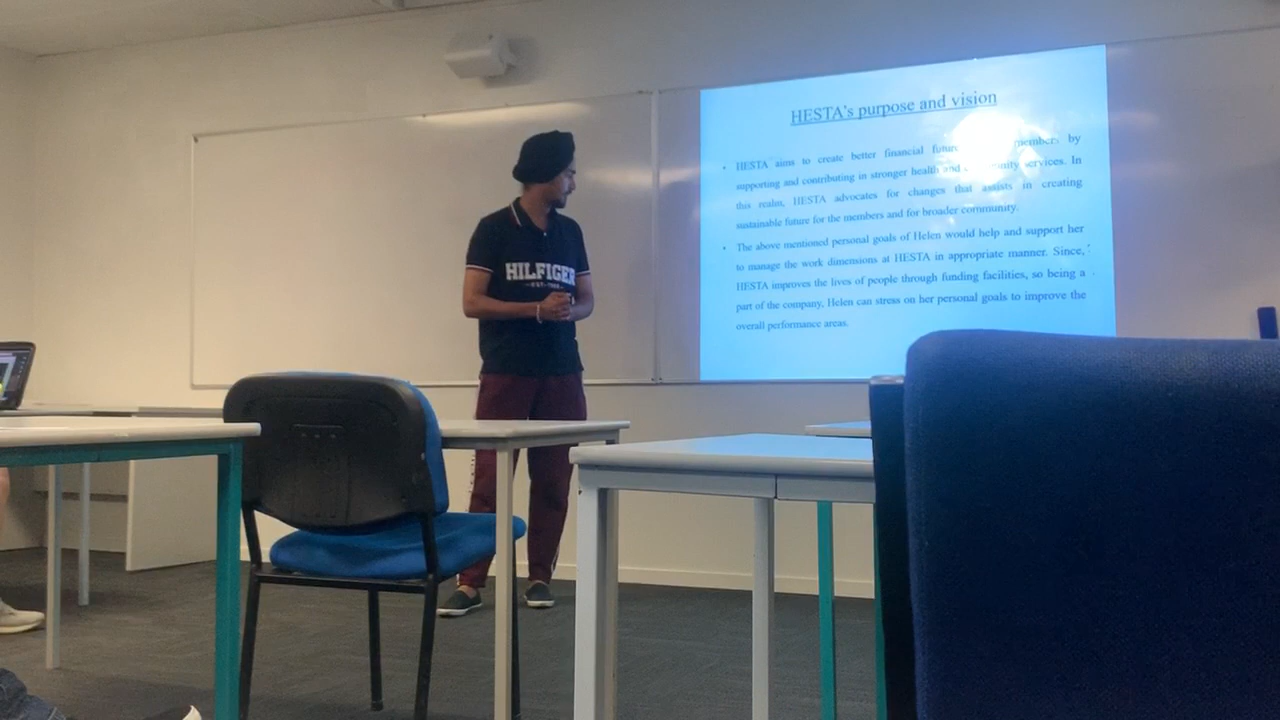 HESTA's purpose and vision
HESTA aims to create better financial future members by
supporting and contributing in stronger health and community services. In
this realm, HESTA advocates for changes that assists in creating
sustainable future for the members and for broader community.
The above mentioned personal goals of Helen would help and support her
to manage the work dimensions at HESTA in appropriate manner. Since,
HESTA improves the lives of people through funding facilities, so being a
part of the company, Helen can stress on her personal goals to improve the
overall performance areas.
HILFIGER